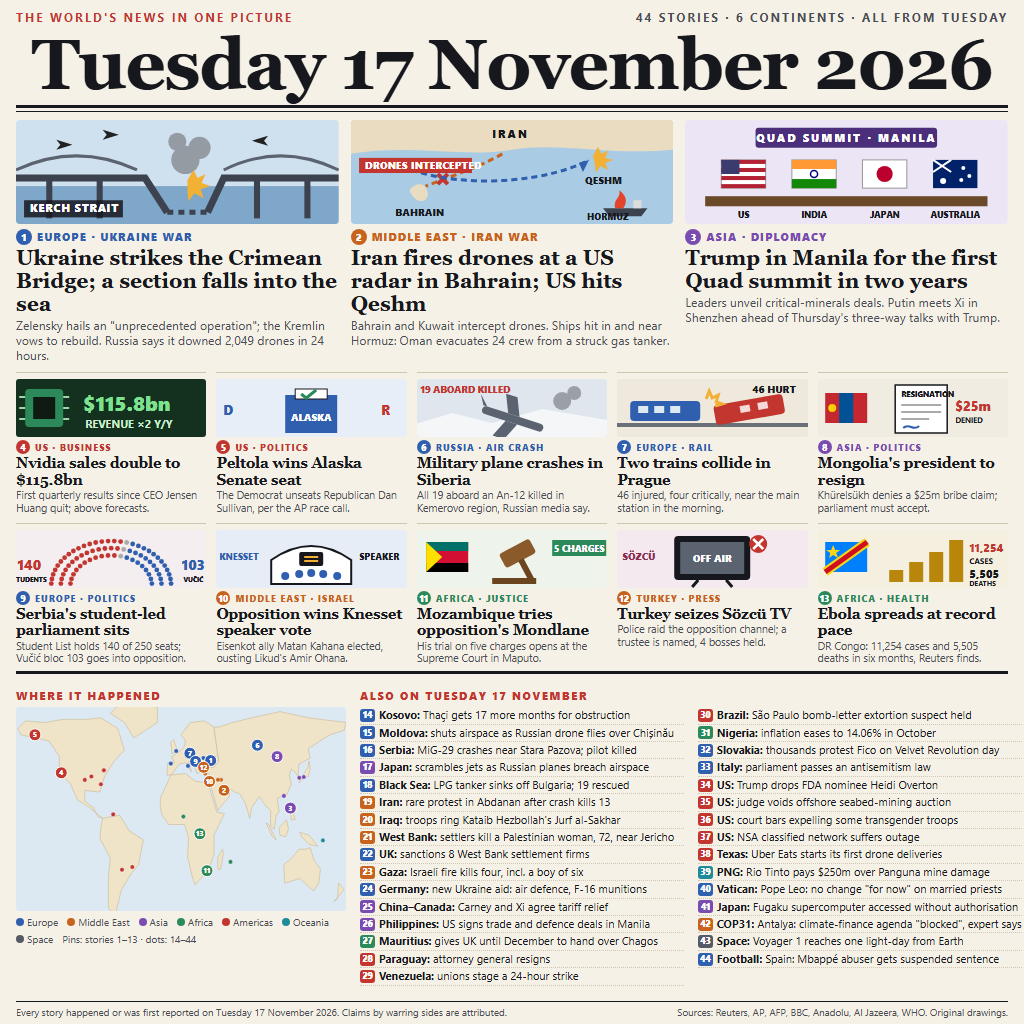 THE WORLD'S NEWS IN ONE PICTURE
44 STORIES · 6 CONTINENTS · ALL FROM TUESDAY
Tuesday 17 November 2026
KERCH STRAIT
1 EUROPE · UKRAINE WAR
Ukraine strikes the Crimean
Bridge; a section falls into the
sea
Zelensky hails an "unprecedented operation"; the Kremlin
vows to rebuild. Russia says it downed 2,049 drones in 24
hours.
IRAN
DRONES INTERCEPTED
QESHM
BAHRAIN
HORMUZ
2 MIDDLE EAST · IRAN WAR
Iran fires drones at a US
radar in Bahrain; US hits
Qeshm
Bahrain and Kuwait intercept drones. Ships hit in and near
Hormuz: Oman evacuates 24 crew from a struck gas tanker.
QUAD SUMMIT · MANILA
US
INDIA
JAPAN
AUSTRALIA
3 ASIA · DIPLOMACY
Trump in Manila for the first
Quad summit in two years
Leaders unveil critical-minerals deals. Putin meets Xi in
Shenzhen ahead of Thursday's three-way talks with Trump.
$115.8bn
REVENUE ×2 Y/Y
4 US · BUSINESS
Nvidia sales double to
$115.8bn
First quarterly results since CEO Jensen
Huang quit; above forecasts.
D
ALASKA
R
5 US · POLITICS
Peltola wins Alaska
Senate seat
The Democrat unseats Republican Dan
Sullivan, per the AP race call.
19 ABOARD KILLED
6 RUSSIA · AIR CRASH
Military plane crashes in
Siberia
All 19 aboard an An-12 killed in
Kemerovo region, Russian media say.
46 HURT
7 EUROPE · RAIL
Two trains collide in
Prague
46 injured, four critically, near the main
station in the morning.
RESIGNATION
$25m
DENIED
8 ASIA · POLITICS
Mongolia's president to
resign
Khürelsükh denies a $25m bribe claim;
parliament must accept.
140
TUDENTS
103
VUČIĆ
9 EUROPE · POLITICS
Serbia's student-led
parliament sits
Student List holds 140 of 250 seats;
Vučić bloc 103 goes into opposition.
KNESSET
SPEAKER
10 MIDDLE EAST · ISRAEL
Opposition wins Knesset
speaker vote
Eisenkot ally Matan Kahana elected,
ousting Likud's Amir Ohana.
5 CHARGES
11 AFRICA · JUSTICE
Mozambique tries
opposition's Mondlane
His trial on five charges opens at the
Supreme Court in Maputo.
SÖZCÜ
OFF AIR
12 TURKEY · PRESS
Turkey seizes Sözcü TV
Police raid the opposition channel; a
trustee is named, 4 bosses held.
11,254
CASES
5,505
DEATHS
13 AFRICA · HEALTH
Ebola spreads at record
pace
DR Congo: 11,254 cases and 5,505
deaths in six months, Reuters finds.
WHERE IT HAPPENED
5
4
7
9
1
12
10
2
6
8
3
13
11
Europe
Middle East
Asia
Africa
Americas
Oceania
Space
Pins: stories 1–13 · dots: 14–44
ALSO ON TUESDAY 17 NOVEMBER
14 Kosovo: Thaçi gets 17 more months for obstruction
15 Moldova: shuts airspace as Russian drone flies over Chișinău
16 Serbia: MiG-29 crashes near Stara Pazova; pilot killed
17 Japan: scrambles jets as Russian planes breach airspace
18 Black Sea: LPG tanker sinks off Bulgaria; 19 rescued
19 Iran: rare protest in Abdanan after crash kills 13
20 Iraq: troops ring Kataib Hezbollah's Jurf al-Sakhar
21 West Bank: settlers kill a Palestinian woman, 72, near Jericho
22 UK: sanctions 8 West Bank settlement firms
23 Gaza: Israeli fire kills four, incl. a boy of six
24 Germany: new Ukraine aid: air defence, F-16 munitions
25 China–Canada: Carney and Xi agree tariff relief
26 Philippines: US signs trade and defence deals in Manila
27 Mauritius: gives UK until December to hand over Chagos
28 Paraguay: attorney general resigns
29 Venezuela: unions stage a 24-hour strike
30 Brazil: São Paulo bomb-letter extortion suspect held
31 Nigeria: inflation eases to 14.06% in October
32 Slovakia: thousands protest Fico on Velvet Revolution day
33 Italy: parliament passes an antisemitism law
34 US: Trump drops FDA nominee Heidi Overton
35 US: judge voids offshore seabed-mining auction
36 US: court bars expelling some transgender troops
37 US: NSA classified network suffers outage
38 Texas: Uber Eats starts its first drone deliveries
39 PNG: Rio Tinto pays $250m over Panguna mine damage
40 Vatican: Pope Leo: no change "for now" on married priests
41 Japan: Fugaku supercomputer accessed without authorisation
42 COP31: Antalya: climate-finance agenda "blocked", expert says
43 Space: Voyager 1 reaches one light-day from Earth
44 Football: Spain: Mbappé abuser gets suspended sentence
Every story happened or was first reported on Tuesday 17 November 2026. Claims by warring sides are attributed.
Sources: Reuters, AP, AFP, BBC, Anadolu, Al Jazeera, WHO. Original drawings.